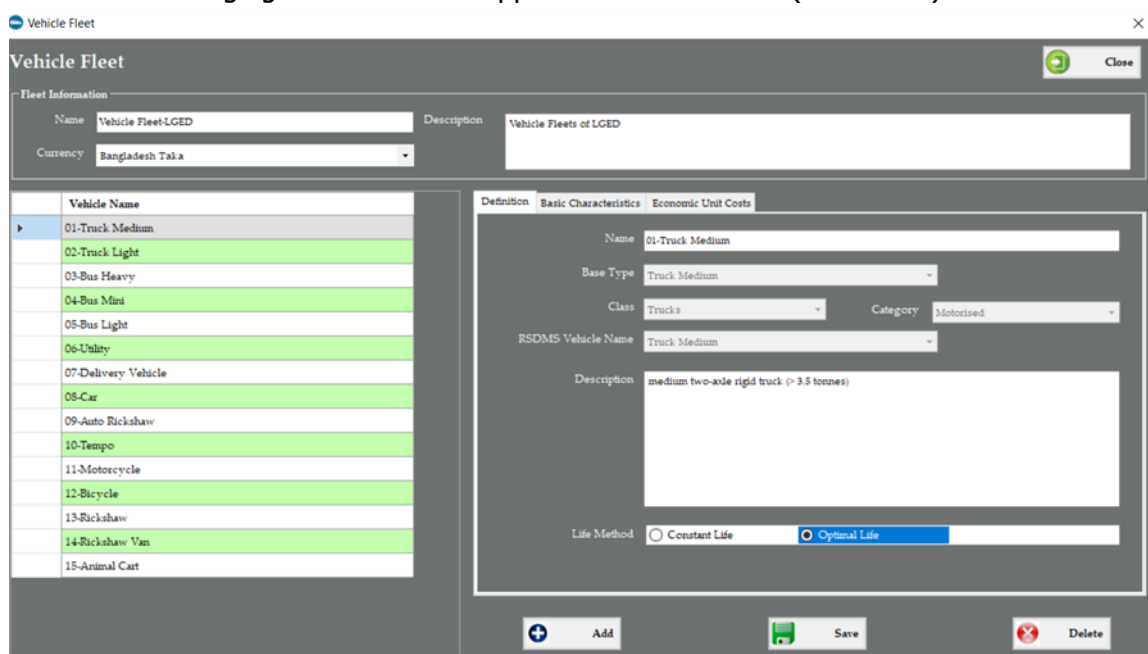 Vehicle Fleet
Vehicle Fleet
Close
Fleet Information
Name Vehicle Fleet-LGED
Description Vehicle Fleets of LGED
Currency Bangladesh Taka
Vehicle Name
01-Truck Medium
02-Truck Light
03-Bus Heavy
04-Bus Mini
05-Bus Light
06-Utility
07-Delivery Vehicle
08-Car
09-Auto Rickshaw
10-Tempo
11-Motorcycle
12-Bicycle
13-Rickshaw
14-Rickshaw Van
15-Animal Cart
Definition Basic Characteristics Economic Unit Costs
Name 01-Truck Medium
Base Type Truck Medium
Class Trucks Category Motorised
RSDMS Vehicle Name Truck Medium
Description medium two-axle rigid truck (> 3.5 tonnes)
Life Method Constant Life Optimal Life
Add Save Delete